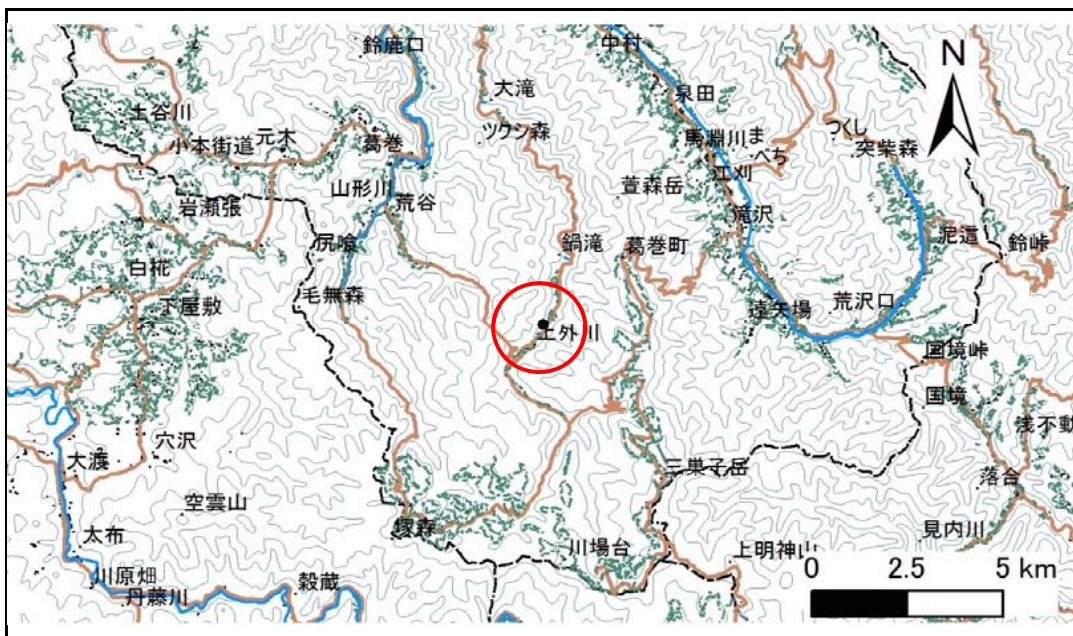 鈴鹿口
中村
N
大滝
泉田
土谷川
ツクシ森
つくし
元木
小本街道
葛巻
馬淵川
まべち
突紫森
江刈
山形川
萱森岳
荒谷
岩瀬張
滝沢
泥這
尻喰
鍋滝
葛巻町
鈴峠
白椛
毛無森
下屋敷
遠矢場
荒沢口
上外川
国境峠
国境
浅不動
穴沢
大渡
三巣子岳
落合
空雲山
塚森
見内川
太布
川場台
上明神山
川原畑
穀蔵
丹藤川
0 2.5 5 km